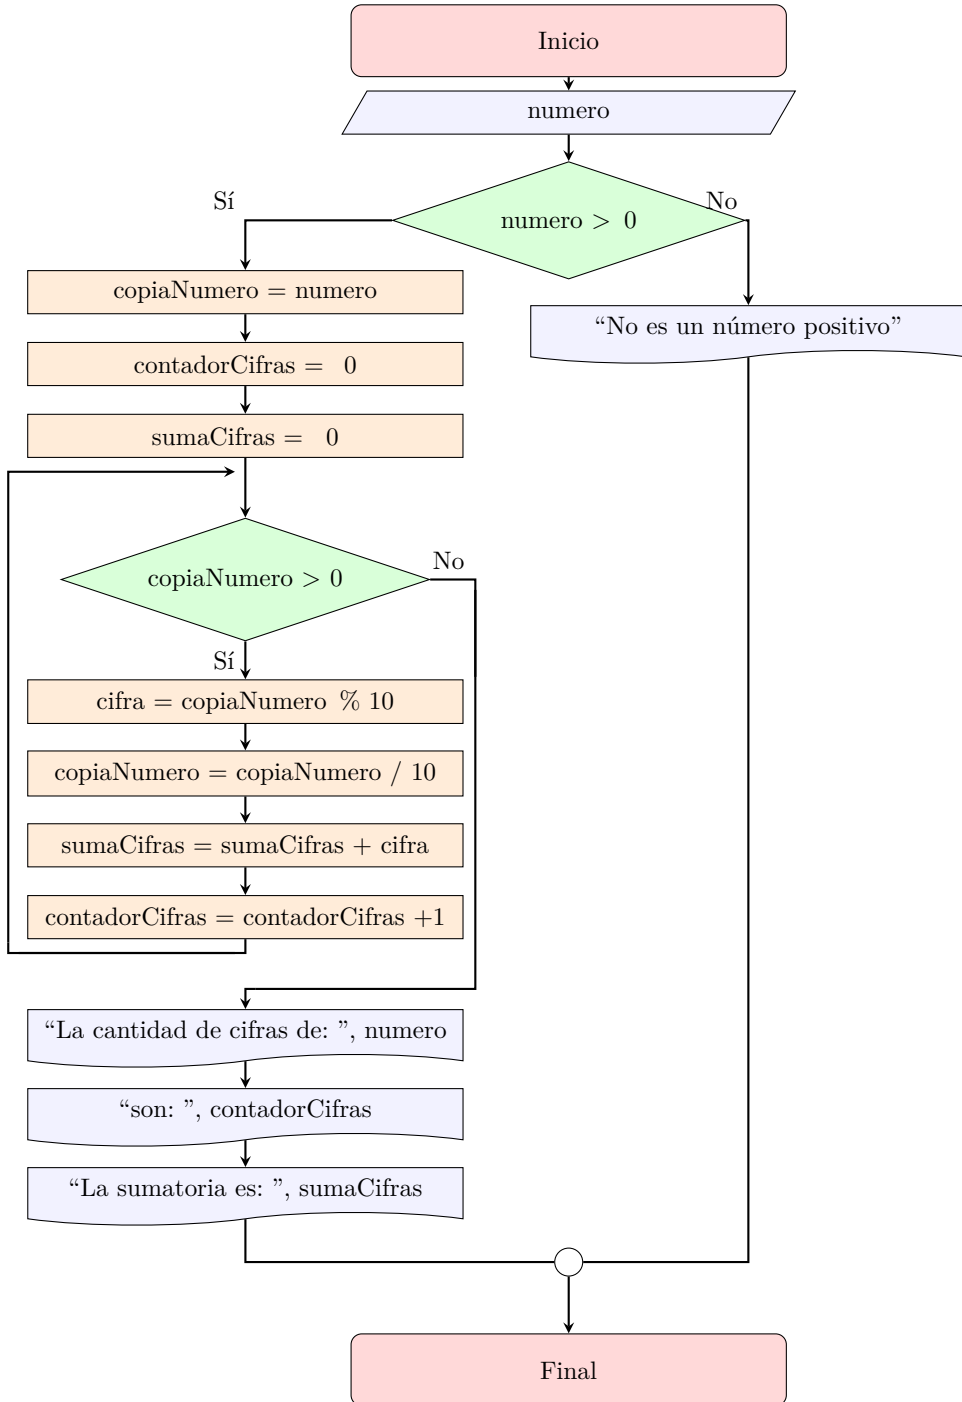 Inicio
numero
numero > 0
Sí
No
copiaNumero = numero
contadorCifras = 0
sumaCifras = 0
“No es un número positivo”
copiaNumero > 0
No
Sí
cifra = copiaNumero % 10
copiaNumero = copiaNumero / 10
sumaCifras = sumaCifras + cifra
contadorCifras = contadorCifras +1
“La cantidad de cifras de: ”, numero
“son: ”, contadorCifras
“La sumatoria es: ”, sumaCifras
Final